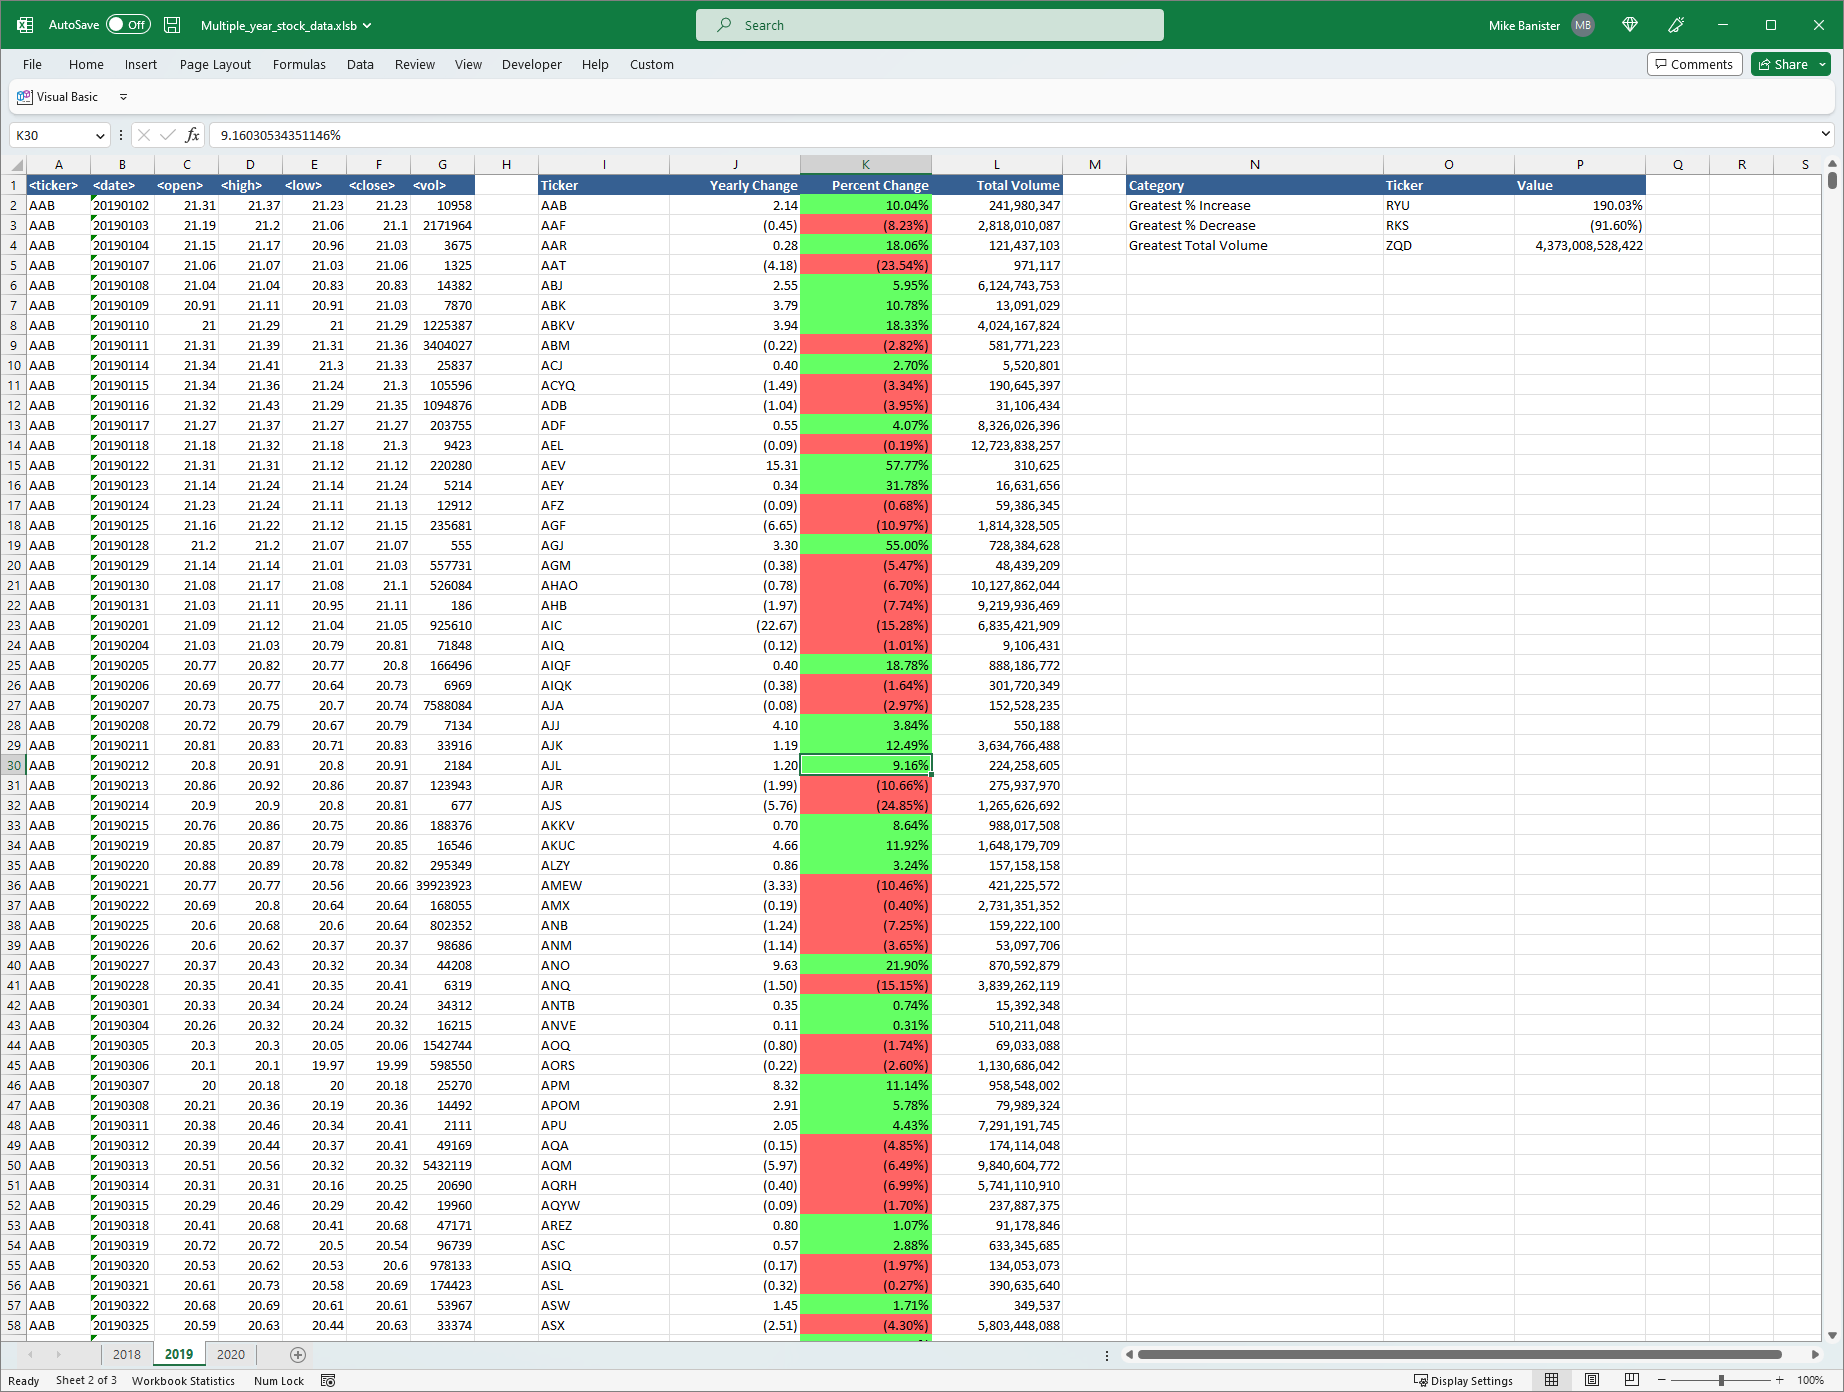 AutoSave Off Multiple_year_stock_data.xlsb Search Mike Banister MB
File Home Insert Page Layout Formulas Data Review View Developer Help Custom Comments Share
Visual Basic
K30 fx 9.16030534351146%
A B C D E F G H I J K L M N O P Q R S
1 <ticker> <date> <open> <high> <low> <close> <vol> Ticker Yearly Change Percent Change Total Volume Category Ticker Value
2 AAB 20190102 21.31 21.37 21.23 21.23 10958 AAB 2.14 10.04% 241,980,347 Greatest % Increase RYU 190.03%
3 AAB 20190103 21.19 21.2 21.06 21.1 2171964 AAF (0.45) (8.23%) 2,818,010,087 Greatest % Decrease RKS (91.60%)
4 AAB 20190104 21.15 21.17 20.96 21.03 3675 AAR 0.28 18.06% 121,437,103 Greatest Total Volume ZQD 4,373,008,528,422
5 AAB 20190107 21.06 21.07 21.03 21.06 1325 AAT (4.18) (23.54%) 971,117
6 AAB 20190108 21.04 21.04 20.83 20.83 14382 ABJ 2.55 5.95% 6,124,743,753
7 AAB 20190109 20.91 21.11 20.91 21.03 7870 ABK 3.79 10.78% 13,091,029
8 AAB 20190110 21 21.29 21 21.29 1225387 ABKV 3.94 18.33% 4,024,167,824
9 AAB 20190111 21.31 21.39 21.31 21.36 3404027 ABM (0.22) (2.82%) 581,771,223
10 AAB 20190114 21.34 21.41 21.3 21.33 25837 ACJ 0.40 2.70% 5,520,801
11 AAB 20190115 21.34 21.36 21.24 21.3 105596 ACYQ (1.49) (3.34%) 190,645,397
12 AAB 20190116 21.32 21.43 21.29 21.35 1094876 ADB (1.04) (3.95%) 31,106,434
13 AAB 20190117 21.27 21.37 21.27 21.27 203755 ADF 0.55 4.07% 8,326,026,396
14 AAB 20190118 21.18 21.32 21.18 21.3 9423 AEL (0.09) (0.19%) 12,723,838,257
15 AAB 20190122 21.31 21.31 21.12 21.12 220280 AEV 15.31 57.77% 310,625
16 AAB 20190123 21.14 21.24 21.14 21.24 5214 AEY 0.34 31.78% 16,631,656
17 AAB 20190124 21.23 21.24 21.11 21.13 12912 AFZ (0.09) (0.68%) 59,386,345
18 AAB 20190125 21.16 21.22 21.12 21.15 235681 AGF (6.65) (10.97%) 1,814,328,505
19 AAB 20190128 21.2 21.2 21.07 21.07 555 AGJ 3.30 55.00% 728,384,628
20 AAB 20190129 21.14 21.14 21.01 21.03 557731 AGM (0.38) (5.47%) 48,439,209
21 AAB 20190130 21.08 21.17 21.08 21.1 526084 AHAO (0.78) (6.70%) 10,127,862,044
22 AAB 20190131 21.03 21.11 20.95 21.11 186 AHB (1.97) (7.74%) 9,219,936,469
23 AAB 20190201 21.09 21.12 21.04 21.05 925610 AIC (22.67) (15.28%) 6,835,421,909
24 AAB 20190204 21.03 21.03 20.79 20.81 71848 AIQ (0.12) (1.01%) 9,106,431
25 AAB 20190205 20.77 20.82 20.77 20.8 166496 AIQF 0.40 18.78% 888,186,772
26 AAB 20190206 20.69 20.77 20.64 20.73 6969 AIQK (0.38) (1.64%) 301,720,349
27 AAB 20190207 20.73 20.75 20.7 20.74 7588084 AJA (0.08) (2.97%) 152,528,235
28 AAB 20190208 20.72 20.79 20.67 20.79 7134 AJJ 4.10 3.84% 550,188
29 AAB 20190211 20.81 20.83 20.71 20.83 33916 AJK 1.19 12.49% 3,634,766,488
30 AAB 20190212 20.8 20.91 20.8 20.91 2184 AJL 1.20 9.16% 224,258,605
31 AAB 20190213 20.86 20.92 20.86 20.87 123943 AJR (1.99) (10.66%) 275,937,970
32 AAB 20190214 20.9 20.9 20.8 20.81 677 AJS (5.76) (24.85%) 1,265,626,692
33 AAB 20190215 20.76 20.86 20.75 20.86 188376 AKKV 0.70 8.64% 988,017,508
34 AAB 20190219 20.85 20.87 20.79 20.85 16546 AKUC 4.66 11.92% 1,648,179,709
35 AAB 20190220 20.88 20.89 20.78 20.82 295349 ALZY 0.86 3.24% 157,158,158
36 AAB 20190221 20.77 20.77 20.56 20.66 39923923 AMEW (3.33) (10.46%) 421,225,572
37 AAB 20190222 20.69 20.8 20.64 20.64 168055 AMX (0.19) (0.40%) 2,731,351,352
38 AAB 20190225 20.6 20.68 20.6 20.64 802352 ANB (1.24) (7.25%) 159,222,100
39 AAB 20190226 20.6 20.62 20.37 20.37 98686 ANM (1.14) (3.65%) 53,097,706
40 AAB 20190227 20.37 20.43 20.32 20.34 44208 ANO 9.63 21.90% 870,592,879
41 AAB 20190228 20.35 20.41 20.35 20.41 6319 ANQ (1.50) (15.15%) 3,839,262,119
42 AAB 20190301 20.33 20.34 20.24 20.24 34312 ANTB 0.35 0.74% 15,392,348
43 AAB 20190304 20.26 20.32 20.24 20.32 16215 ANVE 0.11 0.31% 510,211,048
44 AAB 20190305 20.3 20.3 20.05 20.06 1542744 AOQ (0.80) (1.74%) 69,033,088
45 AAB 20190306 20.1 20.1 19.97 19.99 598550 AORS (0.22) (2.60%) 1,130,686,042
46 AAB 20190307 20 20.18 20 20.18 25270 APM 8.32 11.14% 958,548,002
47 AAB 20190308 20.21 20.36 20.19 20.36 14492 APOM 2.91 5.78% 79,989,324
48 AAB 20190311 20.38 20.46 20.34 20.41 2111 APU 2.05 4.43% 7,291,191,745
49 AAB 20190312 20.39 20.44 20.37 20.41 49169 AQA (0.15) (4.85%) 174,114,048
50 AAB 20190313 20.51 20.56 20.32 20.32 5432119 AQM (5.97) (6.49%) 9,840,604,772
51 AAB 20190314 20.31 20.31 20.16 20.25 20690 AQRH (0.40) (6.99%) 5,741,110,910
52 AAB 20190315 20.29 20.46 20.29 20.42 19960 AQYW (0.09) (1.70%) 237,887,375
53 AAB 20190318 20.41 20.68 20.41 20.68 47171 AREZ 0.80 1.07% 91,178,846
54 AAB 20190319 20.72 20.72 20.5 20.54 96739 ASC 0.57 2.88% 633,345,685
55 AAB 20190320 20.53 20.62 20.53 20.6 978133 ASIQ (0.17) (1.97%) 134,053,073
56 AAB 20190321 20.61 20.73 20.58 20.69 174423 ASL (0.32) (0.27%) 390,635,640
57 AAB 20190322 20.68 20.69 20.61 20.61 53967 ASW 1.45 1.71% 349,537
58 AAB 20190325 20.59 20.63 20.44 20.63 33374 ASX (2.51) (4.30%) 5,803,448,088
2018 2019 2020
Ready Sheet 2 of 3 Workbook Statistics Num Lock Display Settings 100%